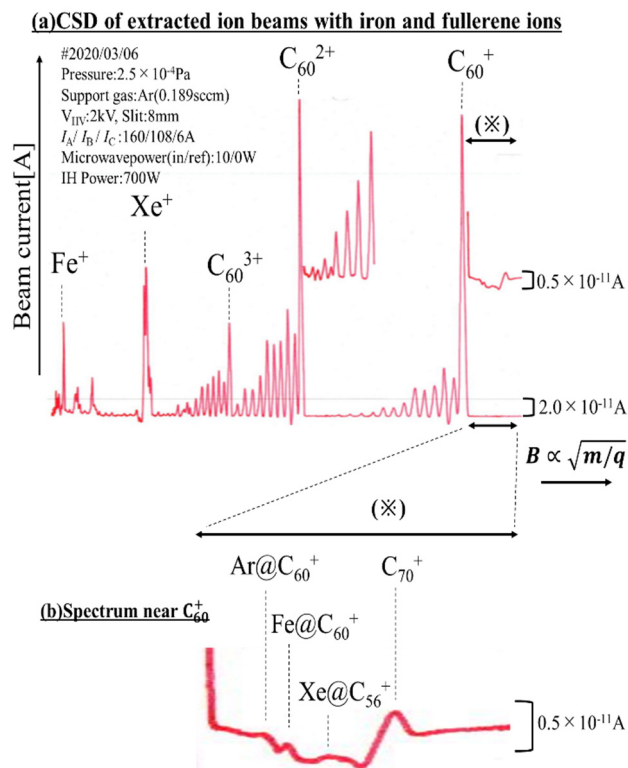 (a)CSD of extracted ion beams with iron and fullerene ions
#2020/03/06
Pressure:2.5 × 10⁻⁴Pa
Support gas:Ar(0.189sccm)
V_HV:2kV, Slit:8mm
I_A/ I_B/ I_C:160/108/6A
Microwavepower(in/ref):10/0W
IH Power:700W
C₆₀²⁺
C₆₀⁺
(※)
Xe⁺
Fe⁺
C₆₀³⁺
Beam current[A]
0.5 × 10⁻¹¹A
2.0 × 10⁻¹¹A
B ∝ √m/q
(※)
Ar@C₆₀⁺
C₇₀⁺
(b)Spectrum near C₆₀⁺
Fe@C₆₀⁺
Xe@C₅₆⁺
0.5 × 10⁻¹¹A